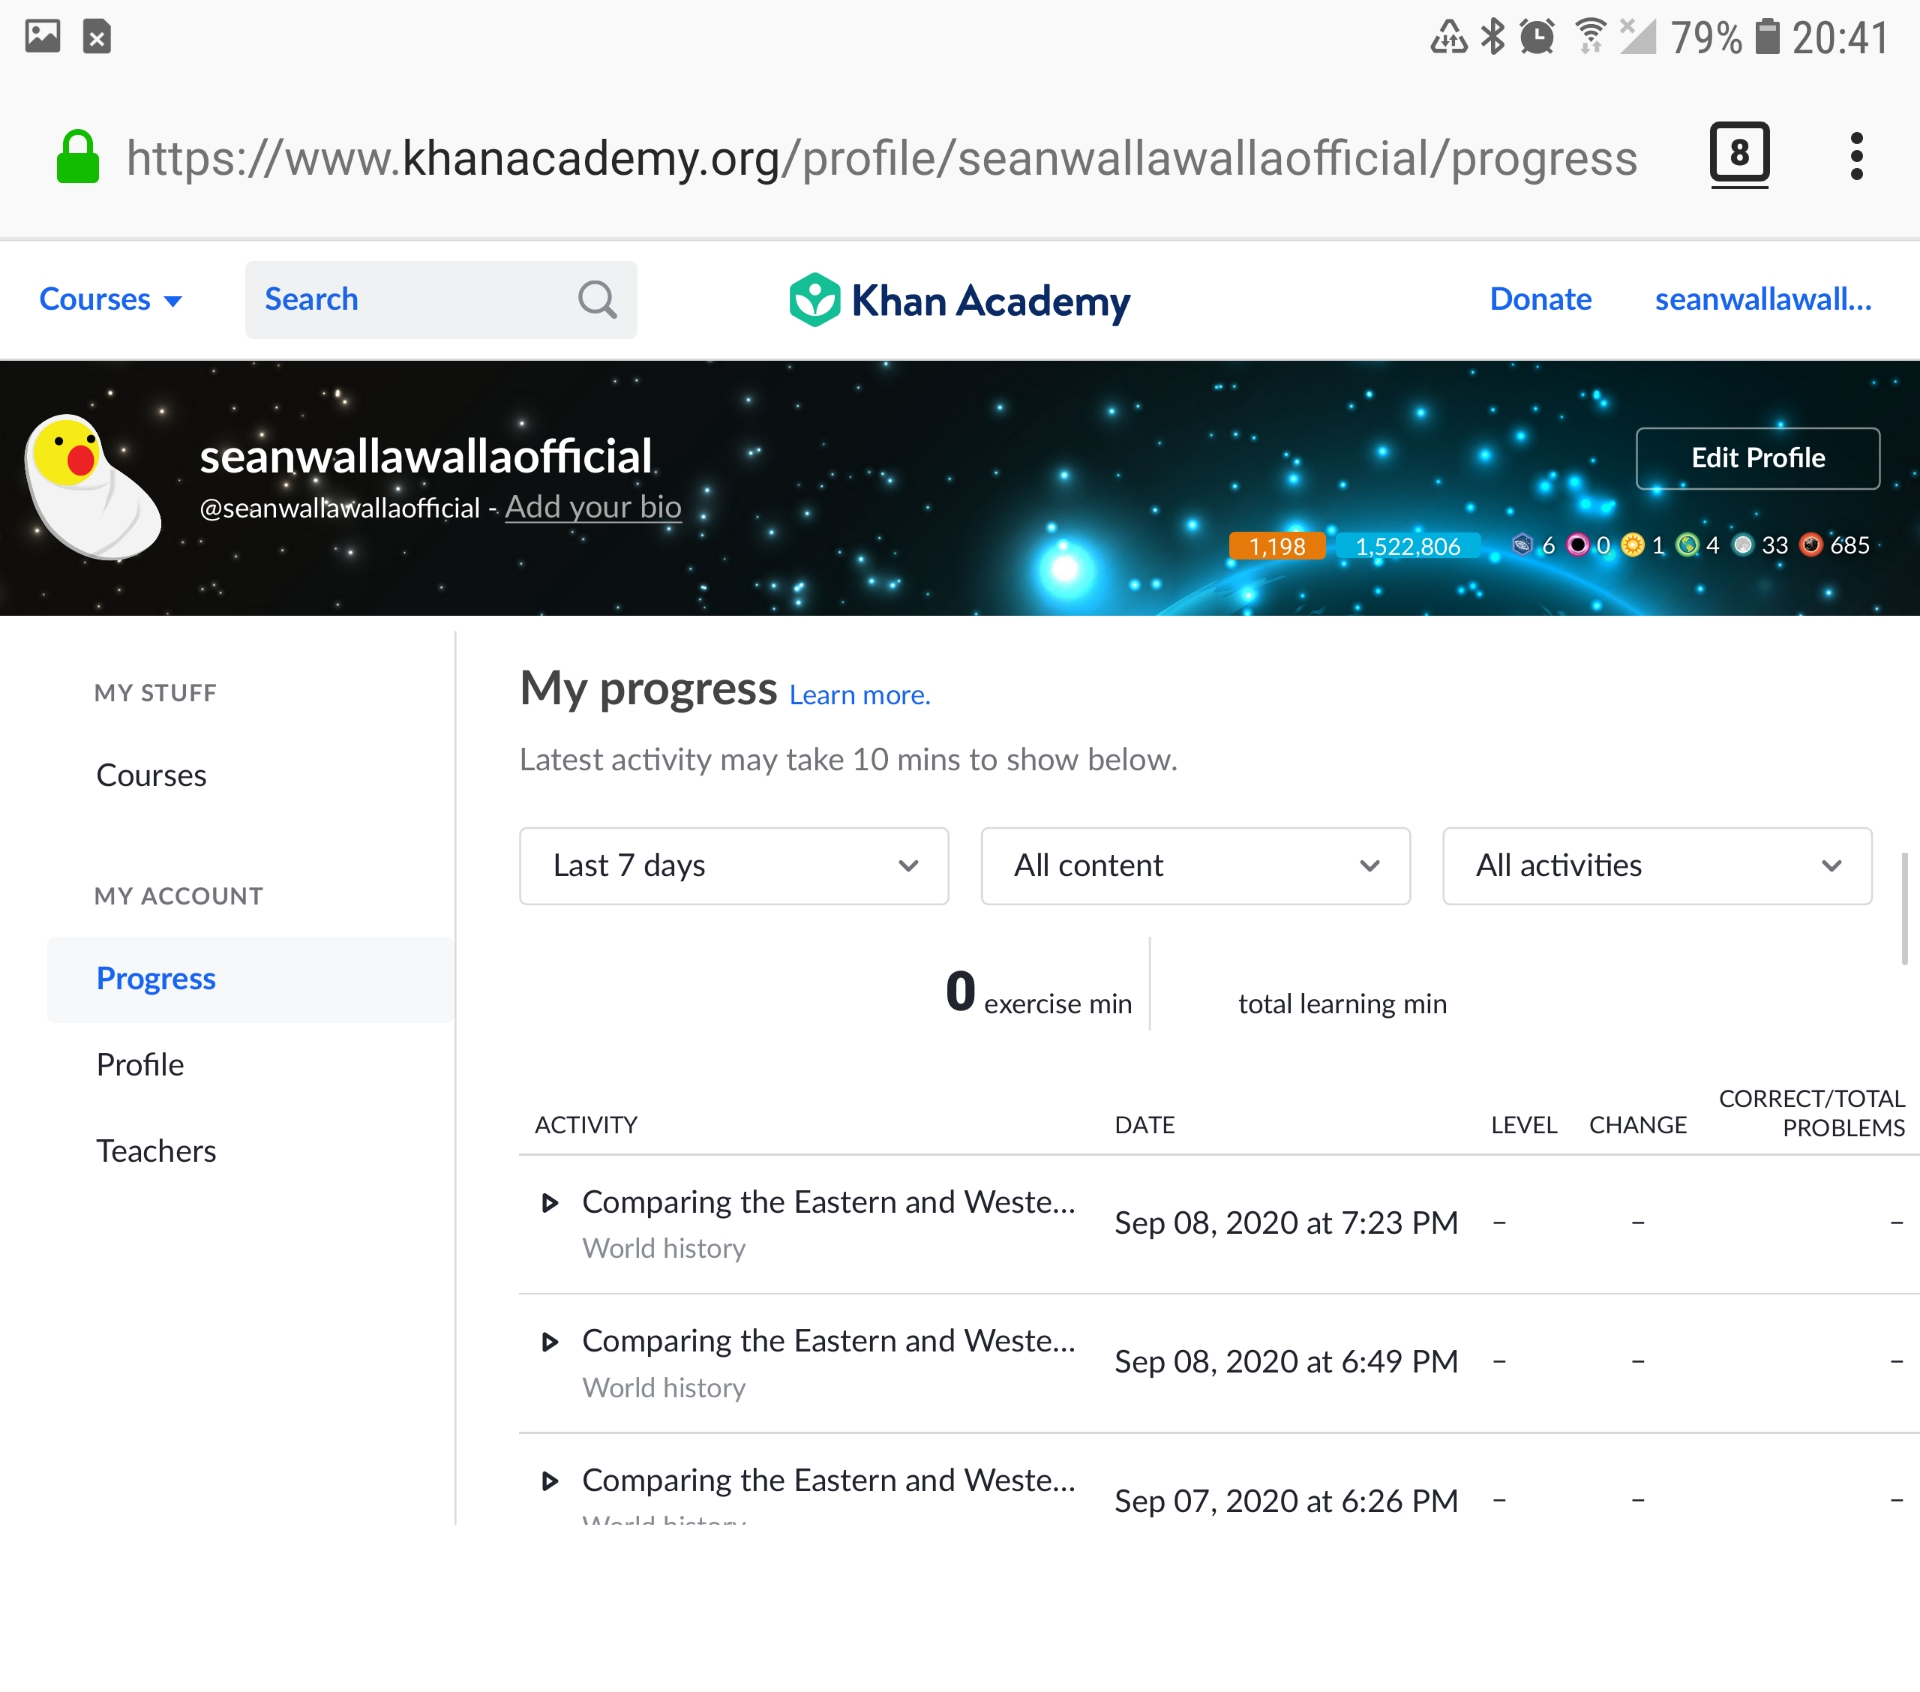 79% 20:41
https://www.khanacademy.org/profile/seanwallawallaofficial/progress
8
Courses
Search
Khan Academy
Donate
seanwallawall...
seanwallawallaofficial
@seanwallawallaofficial - Add your bio
Edit Profile
1,198 1,522,806 6 0 1 4 33 685
MY STUFF
Courses
MY ACCOUNT
Progress
Profile
Teachers
My progress Learn more.
Latest activity may take 10 mins to show below.
Last 7 days
All content
All activities
0 exercise min
total learning min
ACTIVITY DATE LEVEL CHANGE CORRECT/TOTAL
PROBLEMS
Comparing the Eastern and Weste...
World history
Sep 08, 2020 at 7:23 PM – – –
Comparing the Eastern and Weste...
World history
Sep 08, 2020 at 6:49 PM – – –
Comparing the Eastern and Weste...
World history
Sep 07, 2020 at 6:26 PM – – –